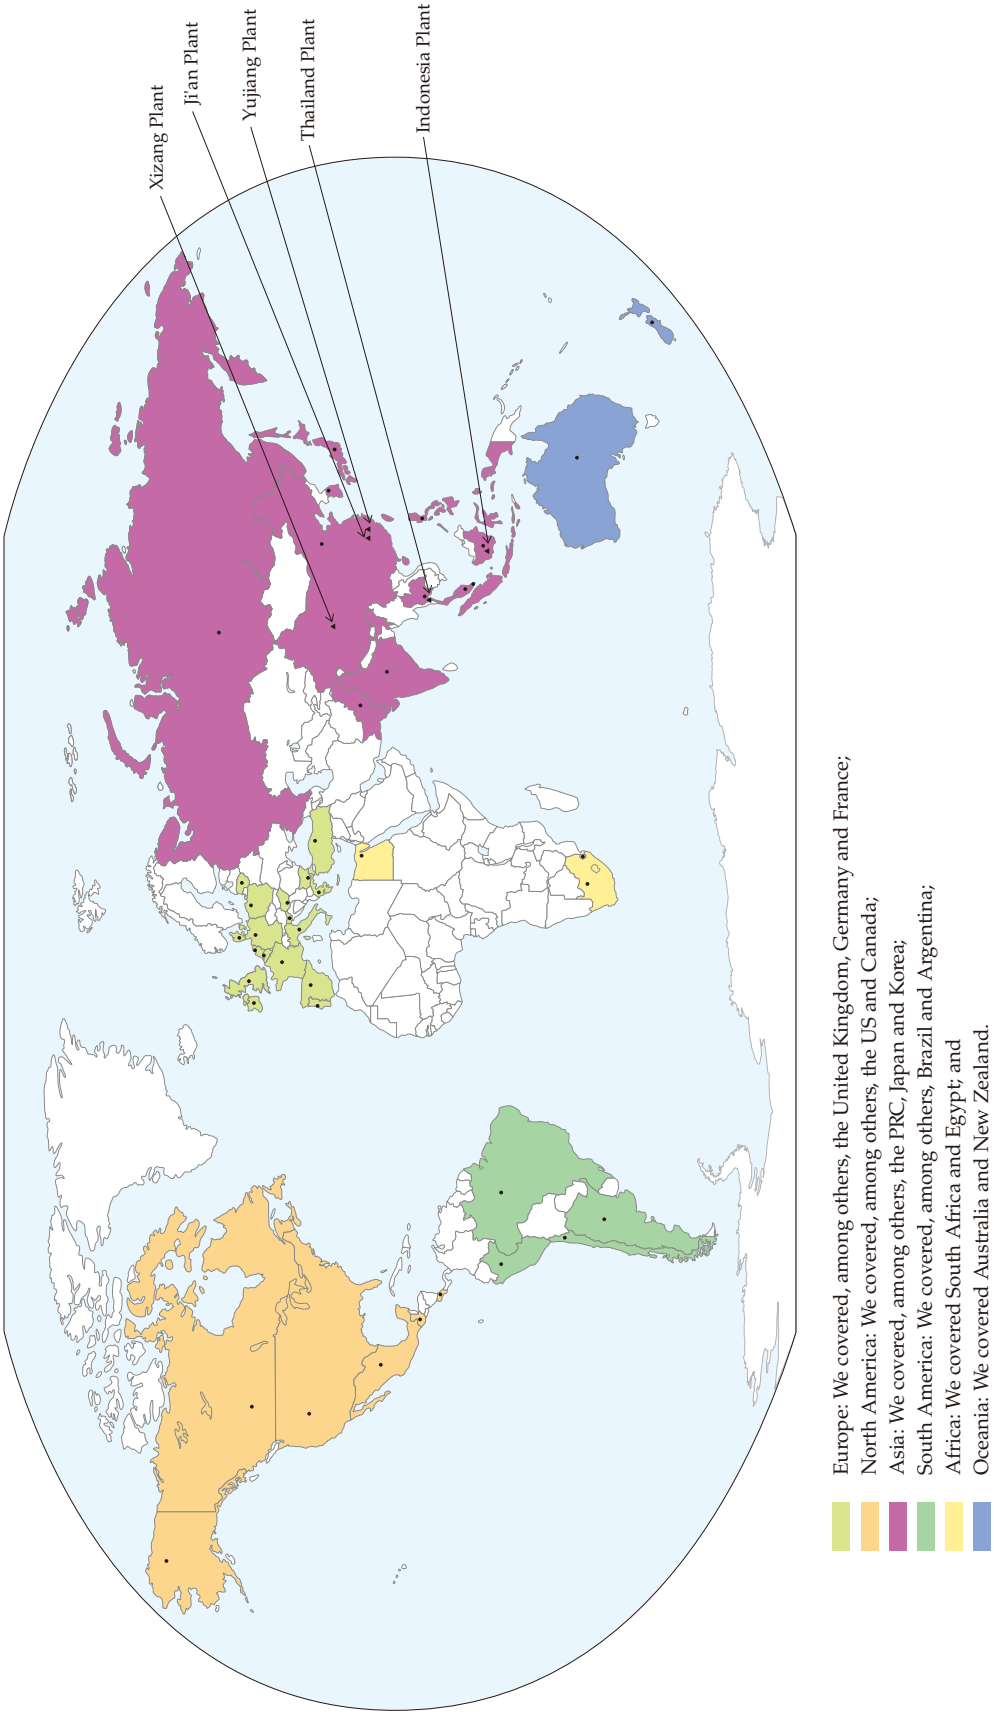 Xizang Plant
Ji'an Plant
Yujiang Plant
Thailand Plant
Indonesia Plant
Europe: We covered, among others, the United Kingdom, Germany and France;
North America: We covered, among others, the US and Canada;
Asia: We covered, among others, the PRC, Japan and Korea;
South America: We covered, among others, Brazil and Argentina;
Africa: We covered South Africa and Egypt; and
Oceania: We covered Australia and New Zealand.